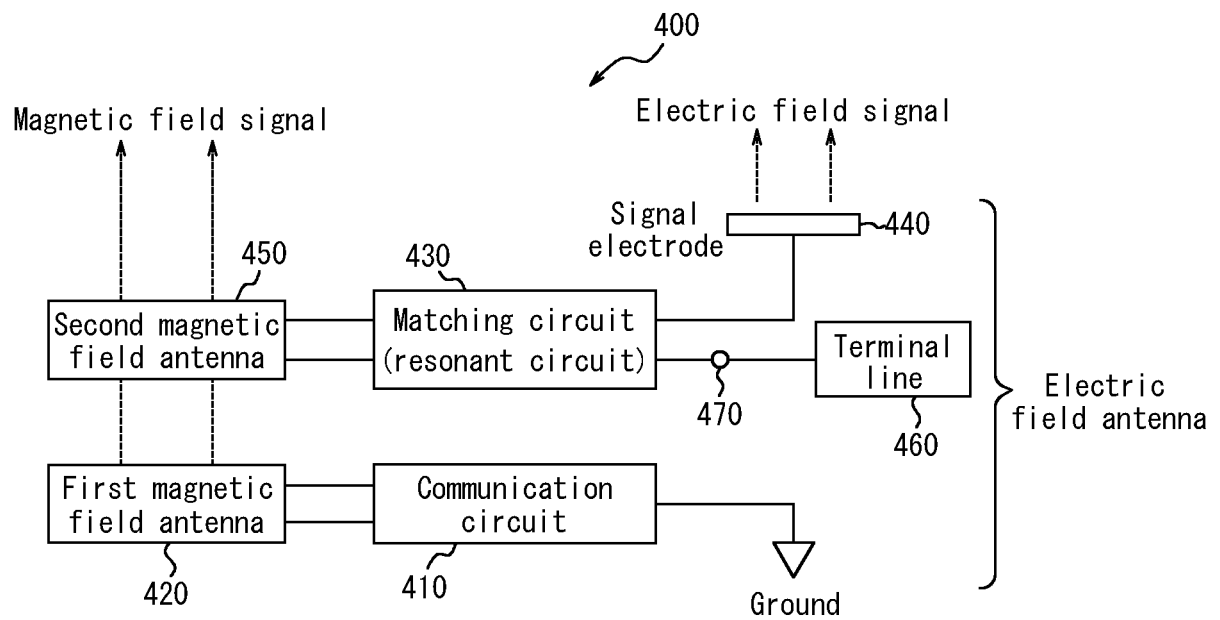 400
Magnetic field signal
Electric field signal
Signal
electrode
440
450
430
Second magnetic
field antenna
Matching circuit
(resonant circuit)
470
Terminal
line
460
Electric
field antenna
First magnetic
field antenna
Communication
circuit
420
410
Ground